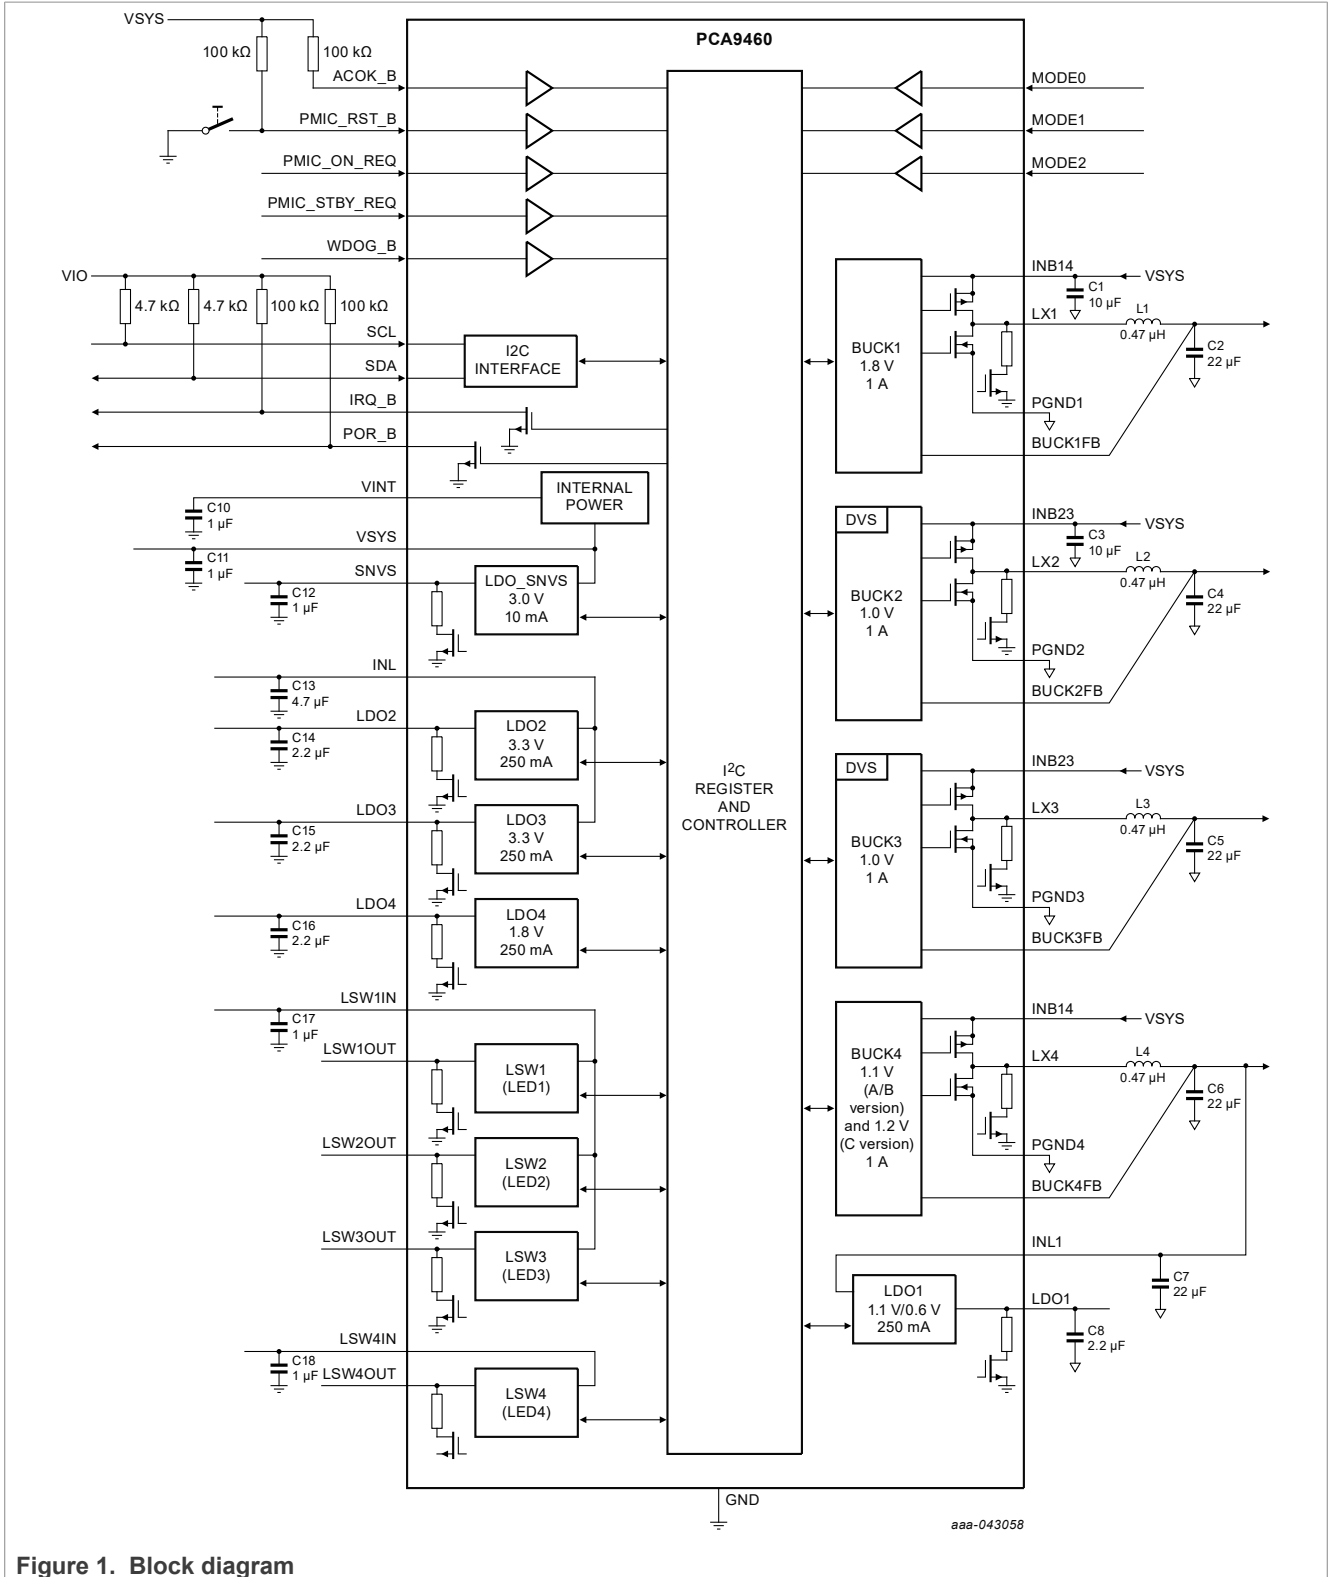 VSYS
PCA9460
100 kΩ
100 kΩ
ACOK_B
PMIC_RST_B
PMIC_ON_REQ
PMIC_STBY_REQ
WDOG_B
VIO
4.7 kΩ
4.7 kΩ
100 kΩ
100 kΩ
SCL
SDA
IRQ_B
POR_B
I2C
INTERFACE
VINT
C10
1 µF
INTERNAL
POWER
VSYS
C11
1 µF
SNVS
C12
1 µF
LDO_SNVS
3.0 V
10 mA
INL
C13
4.7 µF
LDO2
C14
2.2 µF
LDO2
3.3 V
250 mA
LDO3
C15
2.2 µF
LDO3
3.3 V
250 mA
LDO4
C16
2.2 µF
LDO4
1.8 V
250 mA
LSW1IN
C17
1 µF
LSW1OUT
LSW1
(LED1)
LSW2OUT
LSW2
(LED2)
LSW3OUT
LSW3
(LED3)
LSW4IN
C18
1 µF
LSW4OUT
LSW4
(LED4)
I²C
REGISTER
AND
CONTROLLER
MODE0
MODE1
MODE2
BUCK1
1.8 V
1 A
INB14
VSYS
C1
10 µF
LX1
L1
0.47 µH
C2
22 µF
PGND1
BUCK1FB
DVS
BUCK2
1.0 V
1 A
INB23
VSYS
C3
10 µF
LX2
L2
0.47 µH
C4
22 µF
PGND2
BUCK2FB
DVS
BUCK3
1.0 V
1 A
INB23
VSYS
LX3
L3
0.47 µH
C5
22 µF
PGND3
BUCK3FB
BUCK4
1.1 V
(A/B
version)
and 1.2 V
(C version)
1 A
INB14
VSYS
LX4
L4
0.47 µH
C6
22 µF
PGND4
BUCK4FB
INL1
C7
22 µF
LDO1
1.1 V/0.6 V
250 mA
LDO1
C8
2.2 µF
GND
aaa-043058
Figure 1. Block diagram